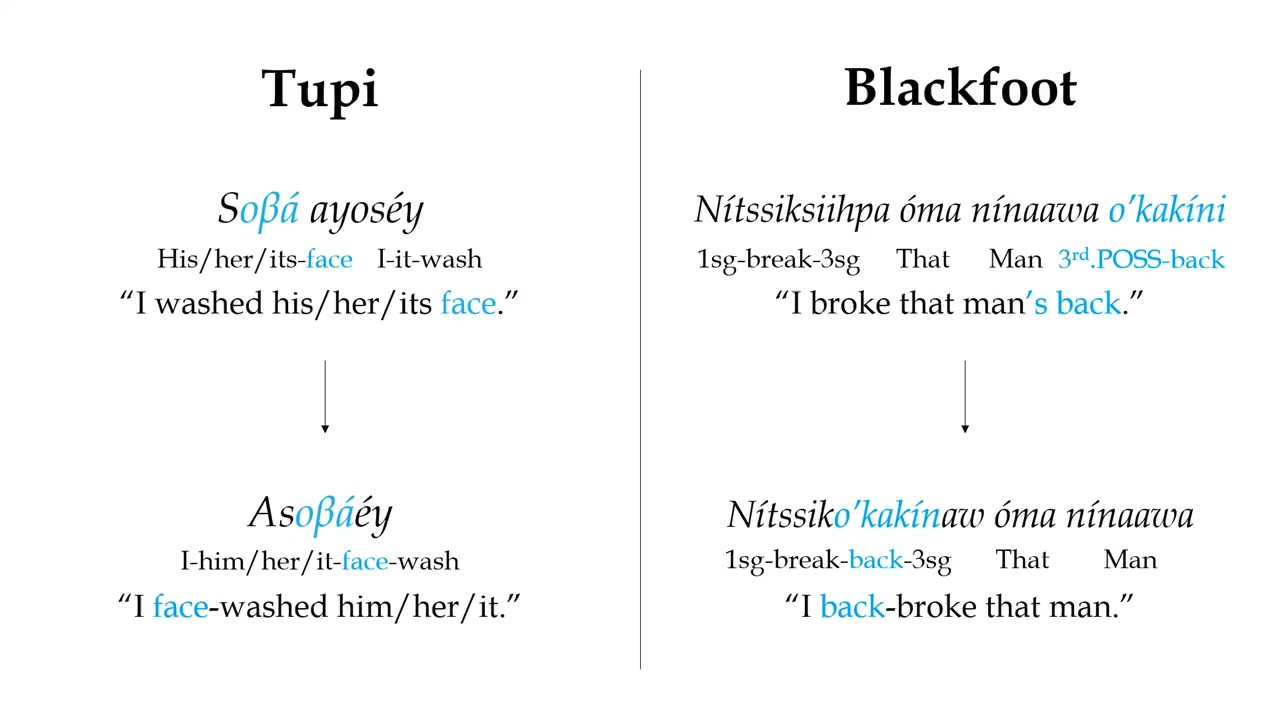 Tupi
Soβá ayoséy
His/her/its-face I-it-wash
“I washed his/her/its face.”
Asoβáéy
I-him/her/it-face-wash
“I face-washed him/her/it.”
Blackfoot
Nítssiksiihpa óma nínaawa o’kakíni
1sg-break-3sg That Man 3rd.POSS-back
“I broke that man’s back.”
Nítssiko’kakínaw óma nínaawa
1sg-break-back-3sg That Man
“I back-broke that man.”